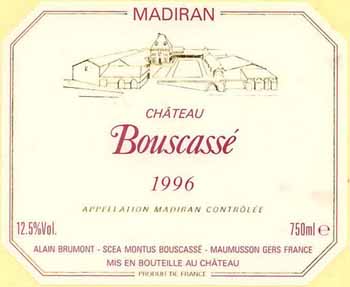 MADIRAN
CHÂTEAU
Bouscassé
1996
APPELLATION MADIRAN CONTRÔLÉE
12.5%Vol. 750ml e
ALAIN BRUMONT - SCEA MONTUS BOUSCASSÉ - MAUMUSSON GERS FRANCE
MIS EN BOUTEILLE AU CHÂTEAU
PRODUIT DE FRANCE